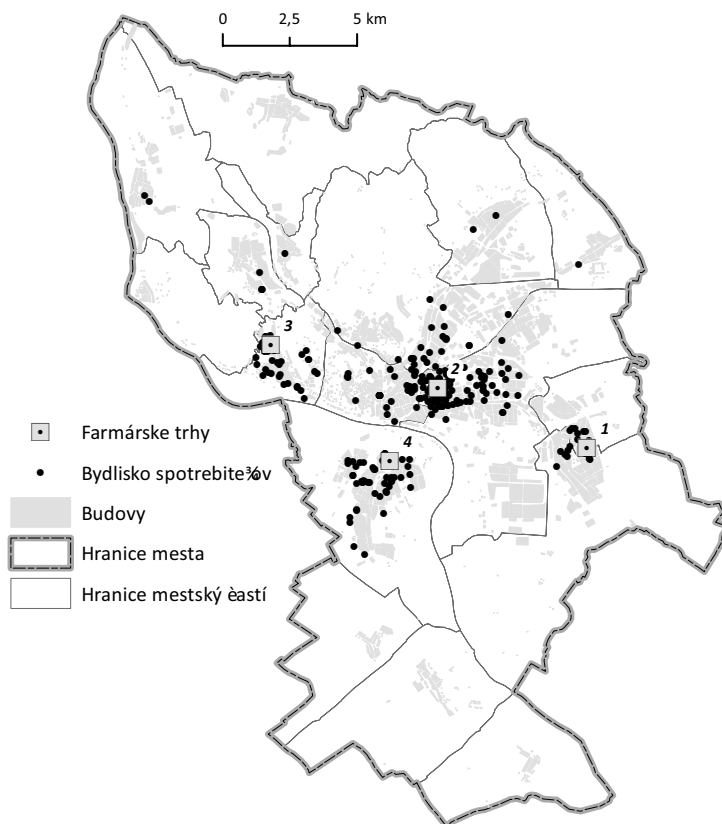 0 2,5 5 km
3
2
1
4
Farmárske trhy
Bydlisko spotrebite¾ov
Budovy
Hranice mesta
Hranice mestský èastí